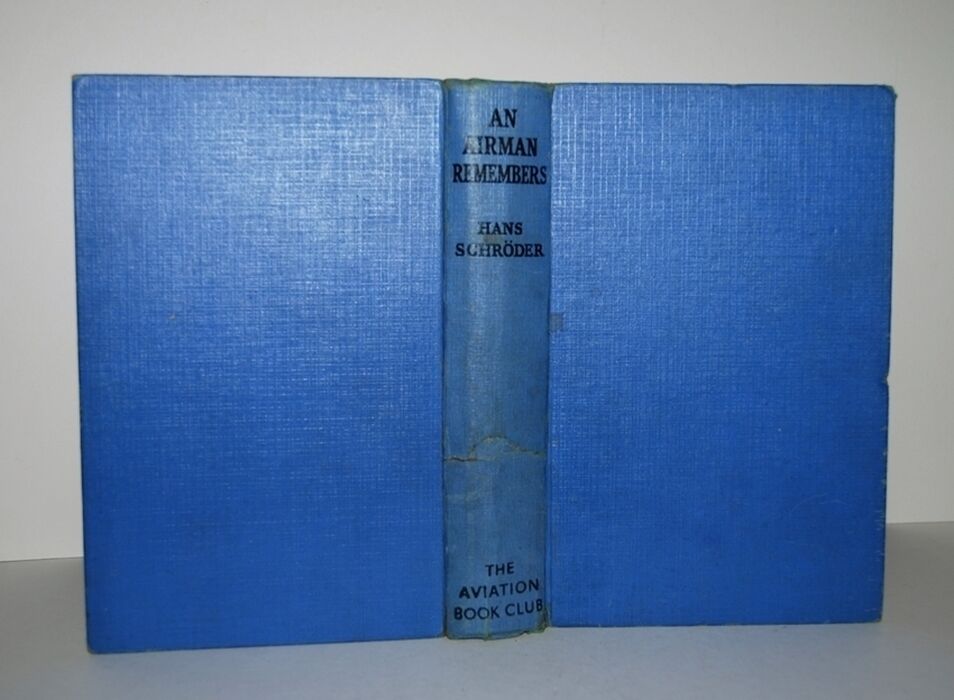 AN
AIRMAN
REMEMBERS
HANS
SCHRÖDER
THE
AVIATION
BOOK CLUB